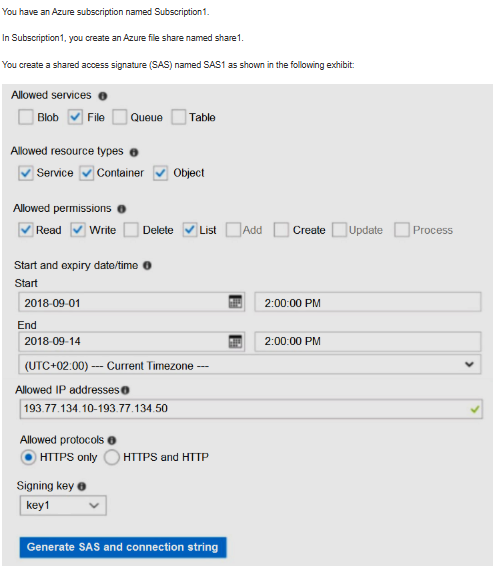 You have an Azure subscription named Subscription1.
In Subscription1, you create an Azure file share named share1.
You create a shared access signature (SAS) named SAS1 as shown in the following exhibit:
Allowed services
Blob File Queue Table
Allowed resource types
Service Container Object
Allowed permissions
Read Write Delete List Add Create Update Process
Start and expiry date/time
Start
2018-09-01 2:00:00 PM
End
2018-09-14 2:00:00 PM
(UTC+02:00) --- Current Timezone ---
Allowed IP addresses
193.77.134.10-193.77.134.50
Allowed protocols
HTTPS only HTTPS and HTTP
Signing key
key1
Generate SAS and connection string